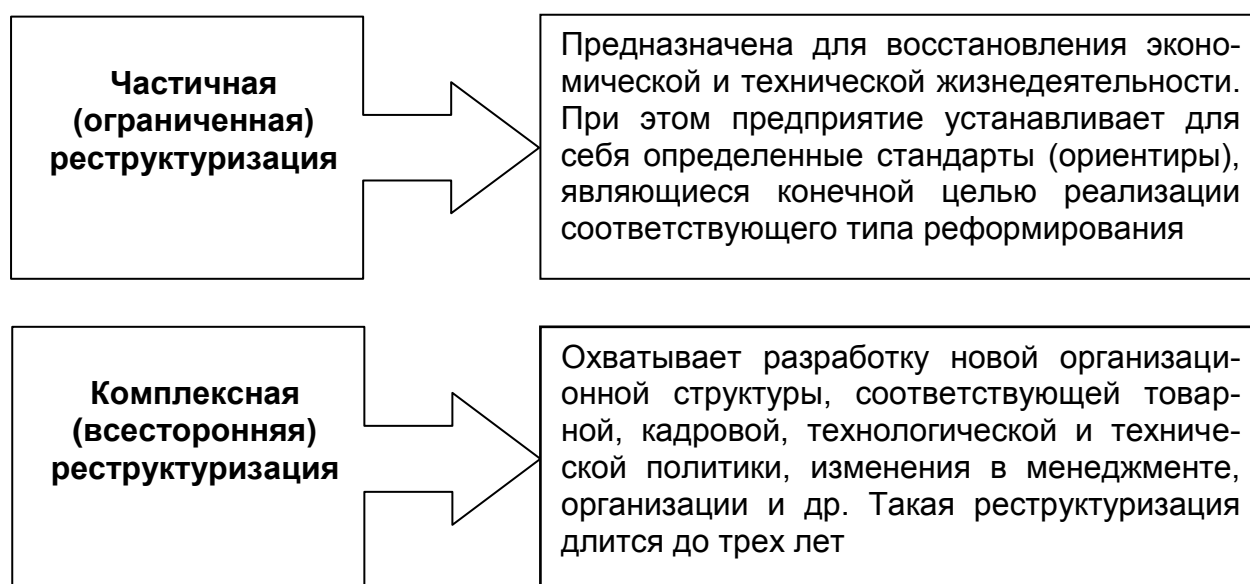 Частичная
(ограниченная)
реструктуризация
Предназначена для восстановления эконо-
мической и технической жизнедеятельности.
При этом предприятие устанавливает для
себя определенные стандарты (ориентиры),
являющиеся конечной целью реализации
соответствующего типа реформирования
Комплексная
(всесторонняя)
реструктуризация
Охватывает разработку новой организаци-
онной структуры, соответствующей товар-
ной, кадровой, технологической и техниче-
ской политики, изменения в менеджменте,
организации и др. Такая реструктуризация
длится до трех лет